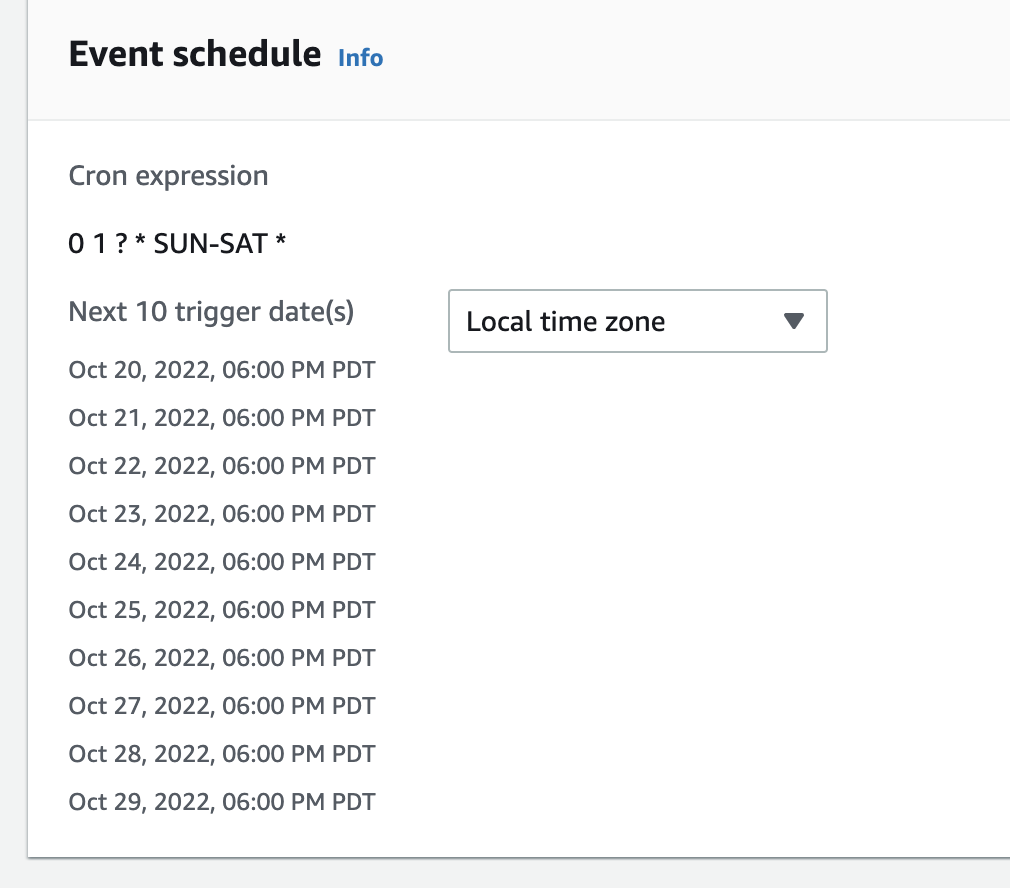 Event schedule Info
Cron expression
0 1 ? * SUN-SAT *
Next 10 trigger date(s)
Local time zone
Oct 20, 2022, 06:00 PM PDT
Oct 21, 2022, 06:00 PM PDT
Oct 22, 2022, 06:00 PM PDT
Oct 23, 2022, 06:00 PM PDT
Oct 24, 2022, 06:00 PM PDT
Oct 25, 2022, 06:00 PM PDT
Oct 26, 2022, 06:00 PM PDT
Oct 27, 2022, 06:00 PM PDT
Oct 28, 2022, 06:00 PM PDT
Oct 29, 2022, 06:00 PM PDT